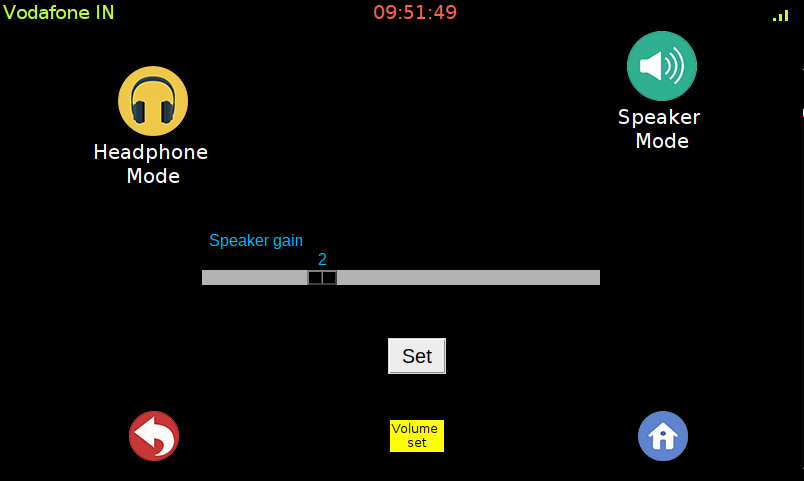 Vodafone IN
09:51:49
Speaker
Mode
Headphone
Mode
Speaker gain
2
Set
Volume
set